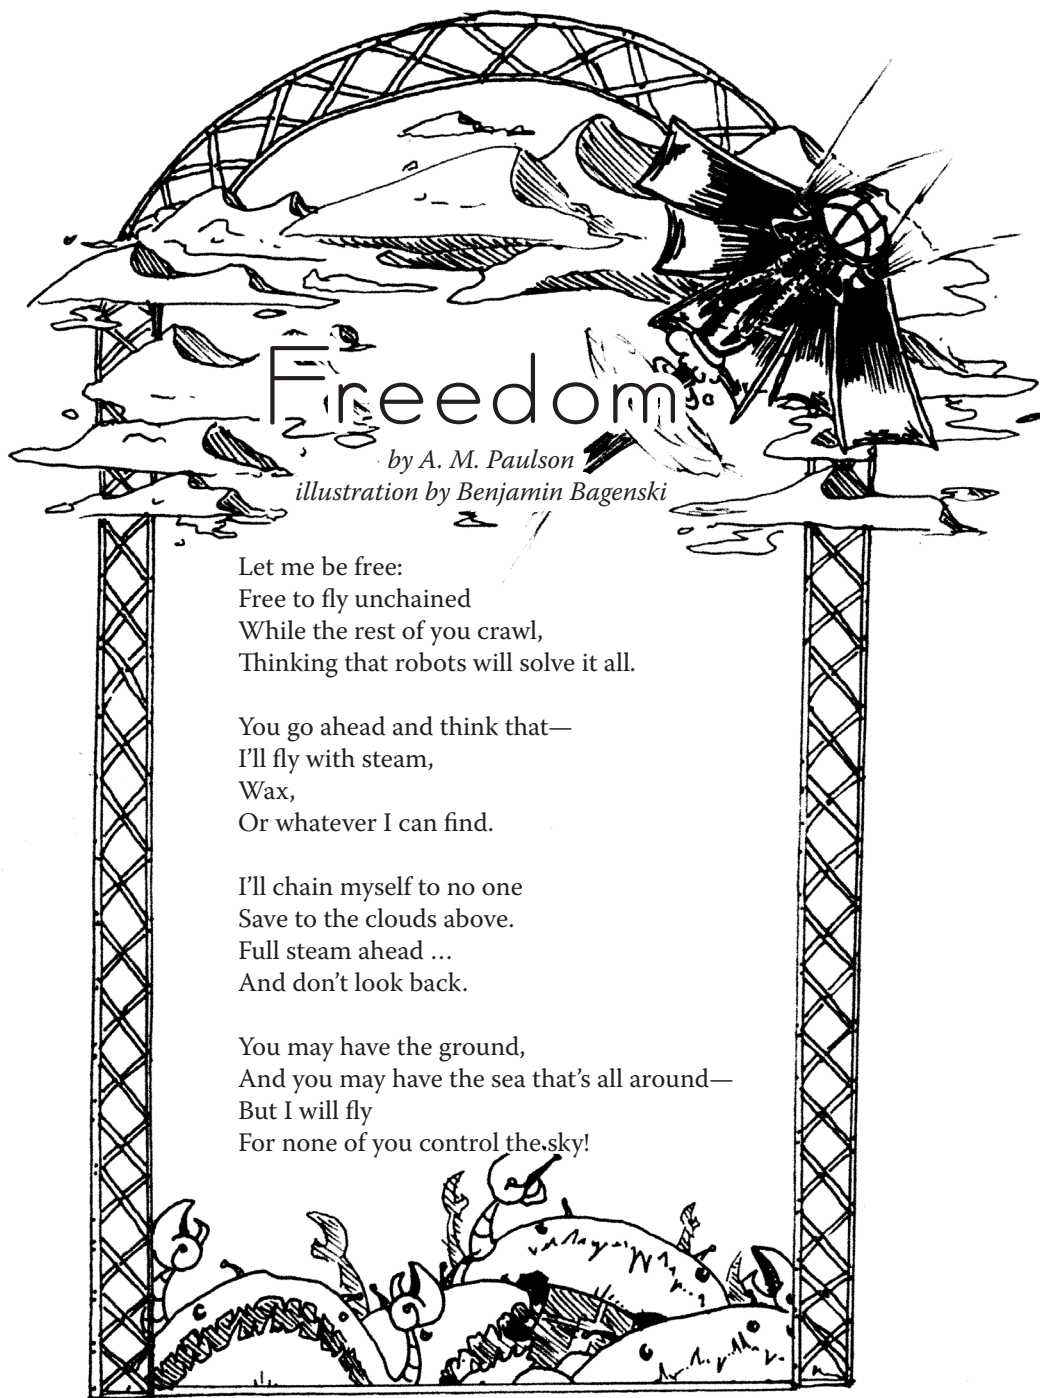 Freedom
by A. M. Paulson
illustration by Benjamin Bagenski
Let me be free:
Free to fly unchained
While the rest of you crawl,
Thinking that robots will solve it all.
You go ahead and think that—
I’ll fly with steam,
Wax,
Or whatever I can find.
I’ll chain myself to no one
Save to the clouds above.
Full steam ahead …
And don’t look back.
You may have the ground,
And you may have the sea that’s all around—
But I will fly
For none of you control the sky!